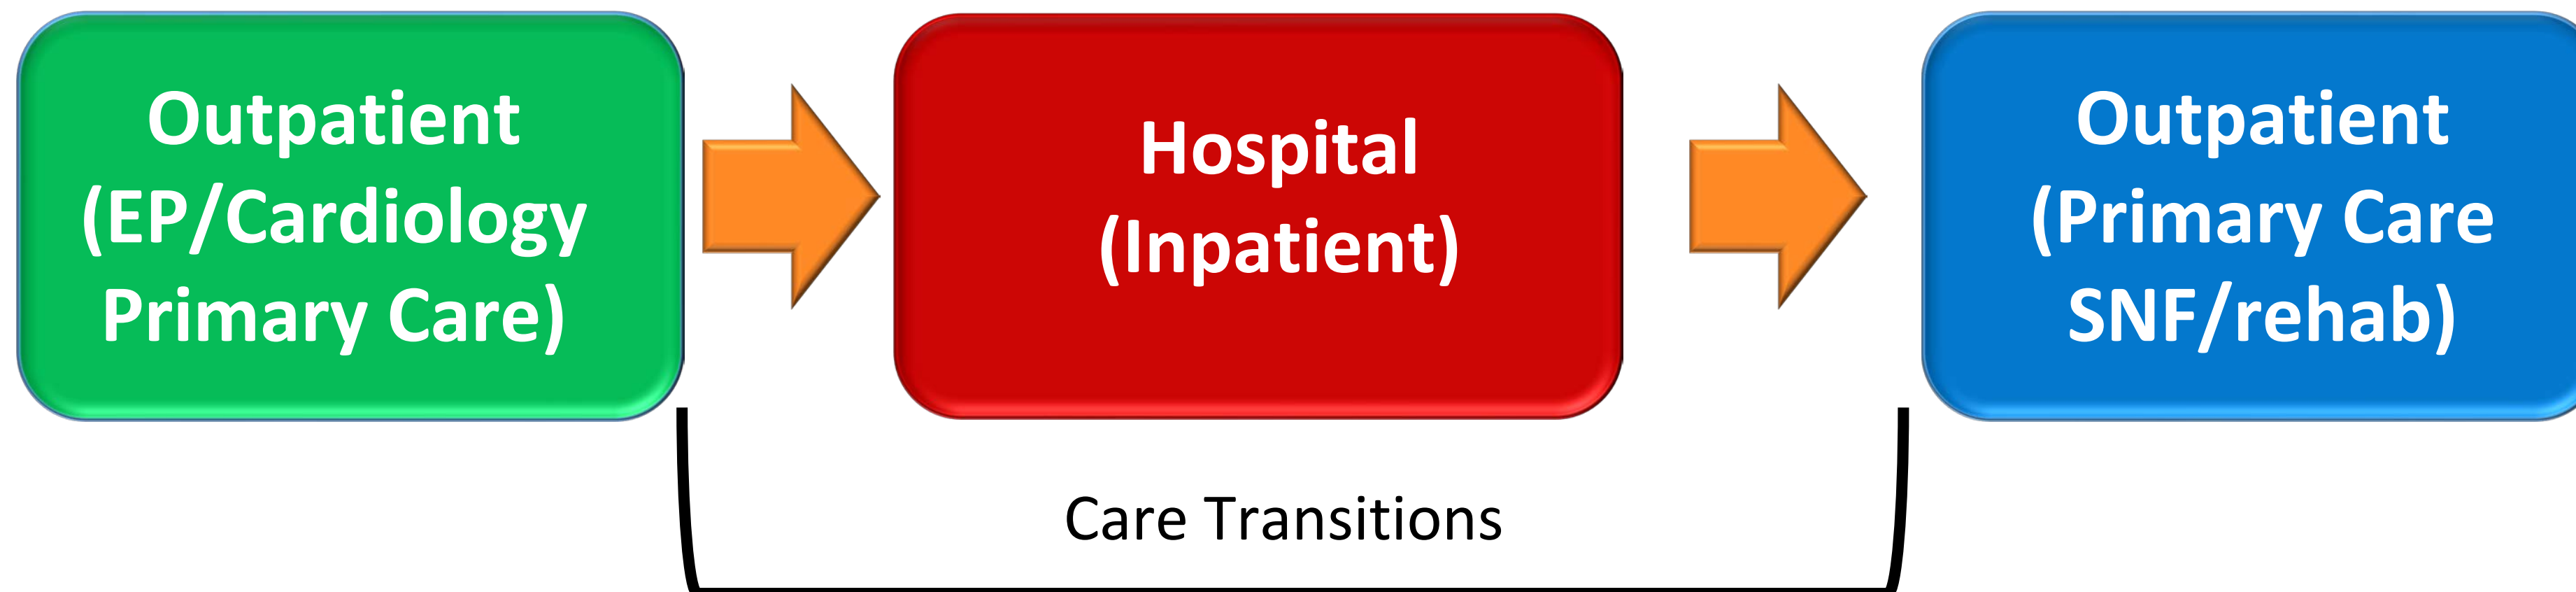 Outpatient
(EP/Cardiology
Primary Care)
Hospital
(Inpatient)
Outpatient
(Primary Care
SNF/rehab)
Care Transitions